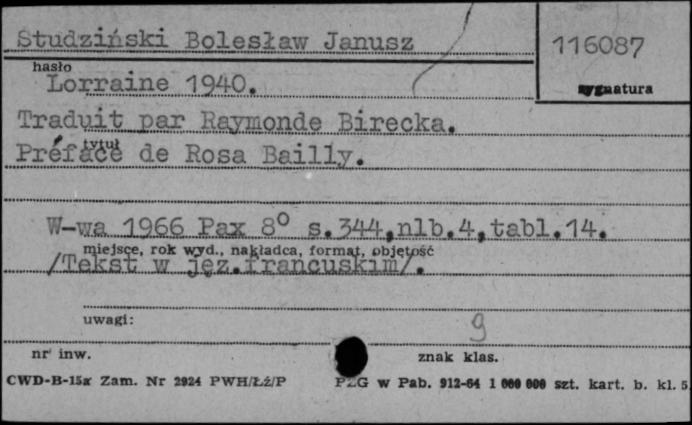 Studziński Bolesław Janusz
116087
hasło
sygnatura
Lorraine 1940.
Traduit par Raymonde Birecka.
tytuł
Préface de Rosa Bailly.
W-wa 1966 Pax 8° s.344,nlb.4,tabl.14.
miejsce, rok wyd., nakładca, format, objętość
/Tekst w jęz.francuskim/.
uwagi:
9
nr inw.
znak klas.
CWD-B-15a Zam. Nr 2924 PWH/Łź/P
PZG w Pab. 912-64 1 000 000 szt. kart. b. kl. 5